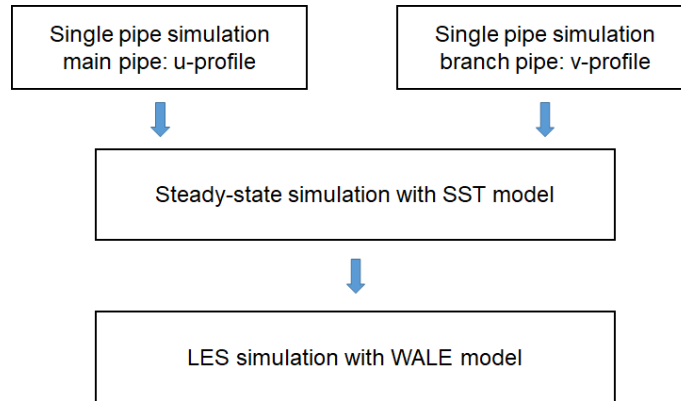 Single pipe simulation
main pipe: u-profile
Single pipe simulation
branch pipe: v-profile
Steady-state simulation with SST model
LES simulation with WALE model